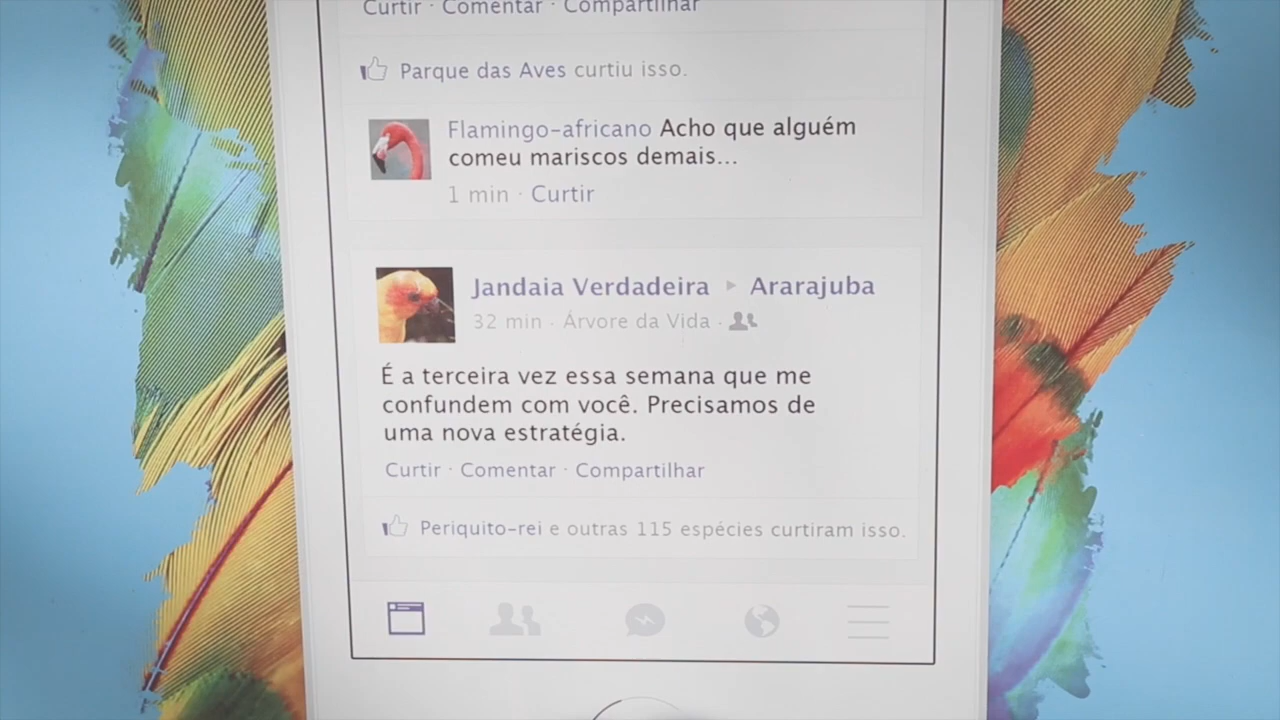 Curtir · Comentar · Compartilhar
Parque das Aves curtiu isso.
Flamingo-africano Acho que alguém
comeu mariscos demais...
1 min · Curtir
Jandaia Verdadeira ▸ Ararajuba
32 min · Árvore da Vida ·
É a terceira vez essa semana que me
confundem com você. Precisamos de
uma nova estratégia.
Curtir · Comentar · Compartilhar
Periquito-rei e outras 115 espécies curtiram isso.